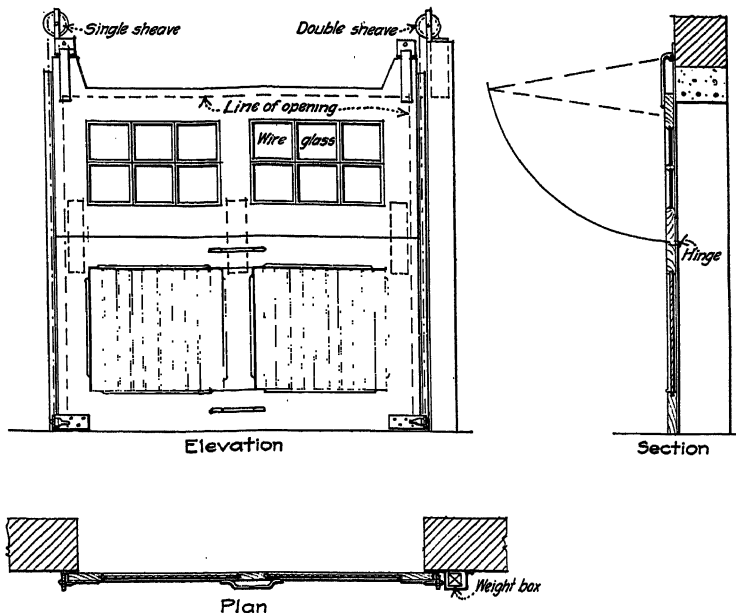 Single sheave
Double sheave
Line of opening
Wire glass
Hinge
Elevation
Section
Weight box
Plan